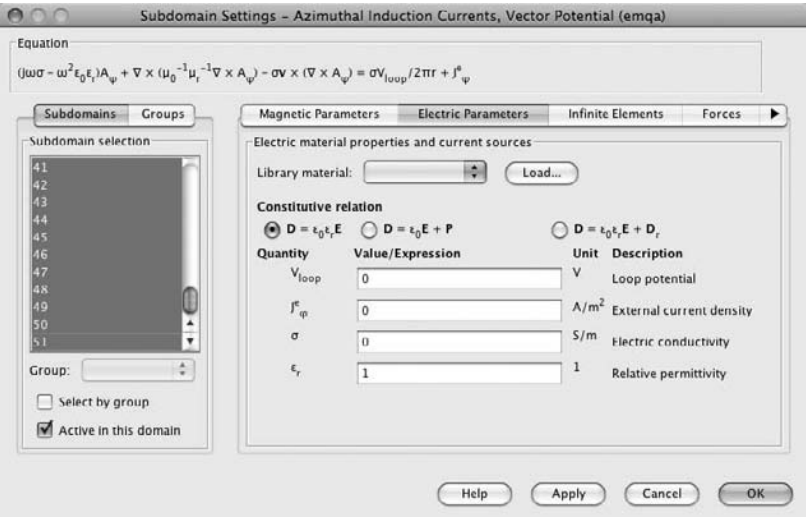 Subdomain Settings – Azimuthal Induction Currents, Vector Potential (emqa)
Equation
(jωσ – ω²ε₀εᵣ)Aψ + ∇ × (μ₀⁻¹μᵣ⁻¹∇ × Aψ) – σv × (∇ × Aψ) = σVloop/2πr + Jᵉψ
Subdomains Groups
Subdomain selection
41
42
43
44
45
46
47
48
49
50
51
Group:
Select by group
Active in this domain
Magnetic Parameters Electric Parameters Infinite Elements Forces
Electric material properties and current sources
Library material: Load...
Constitutive relation
D = ε₀εᵣE D = ε₀E + P D = ε₀εᵣE + Dᵣ
Quantity Value/Expression Unit Description
Vloop 0 V Loop potential
Jᵉφ 0 A/m² External current density
σ 0 S/m Electric conductivity
εᵣ 1 1 Relative permittivity
Help Apply Cancel OK